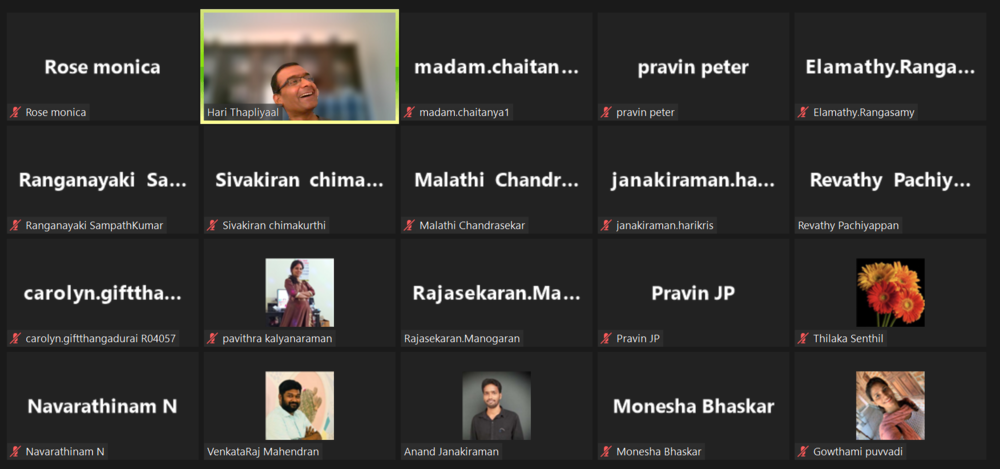 Rose monica
Rose monica
Hari Thapliyaal
madam.chaitan...
madam.chaitanya1
pravin peter
pravin peter
Elamathy.Ranga...
Elamathy.Rangasamy
Ranganayaki Sa...
Ranganayaki SampathKumar
Sivakiran chima...
Sivakiran chimakurthi
Malathi Chandr...
Malathi Chandrasekar
janakiraman.ha...
janakiraman.harikris
Revathy Pachiy...
Revathy Pachiyappan
carolyn.gifttha...
carolyn.giftthangadurai R04057
pavithra kalyanaraman
Rajasekaran.Ma...
Rajasekaran.Manogaran
Pravin JP
Pravin JP
Thilaka Senthil
Navarathinam N
Navarathinam N
VenkataRaj Mahendran
Anand Janakiraman
Monesha Bhaskar
Monesha Bhaskar
Gowthami puvvadi